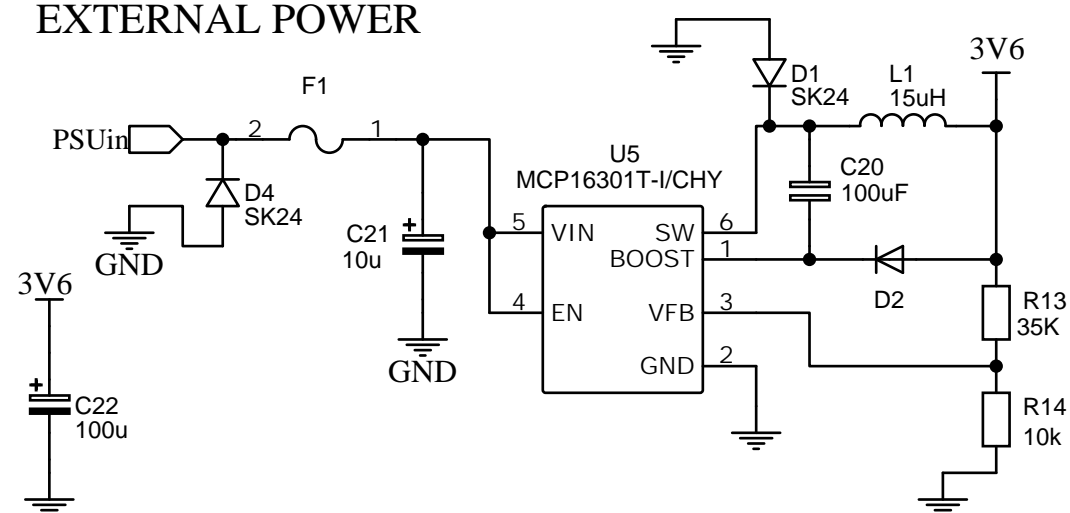 EXTERNAL POWER
3V6
D1
SK24
L1
15uH
F1
PSUin
2
1
U5
MCP16301T-I/CHY
C20
100uF
D4
SK24
GND
C21
10u
+
5
VIN
SW
6
BOOST
1
4
EN
VFB
3
GND
2
D2
R13
35K
3V6
GND
+
C22
100u
R14
10k